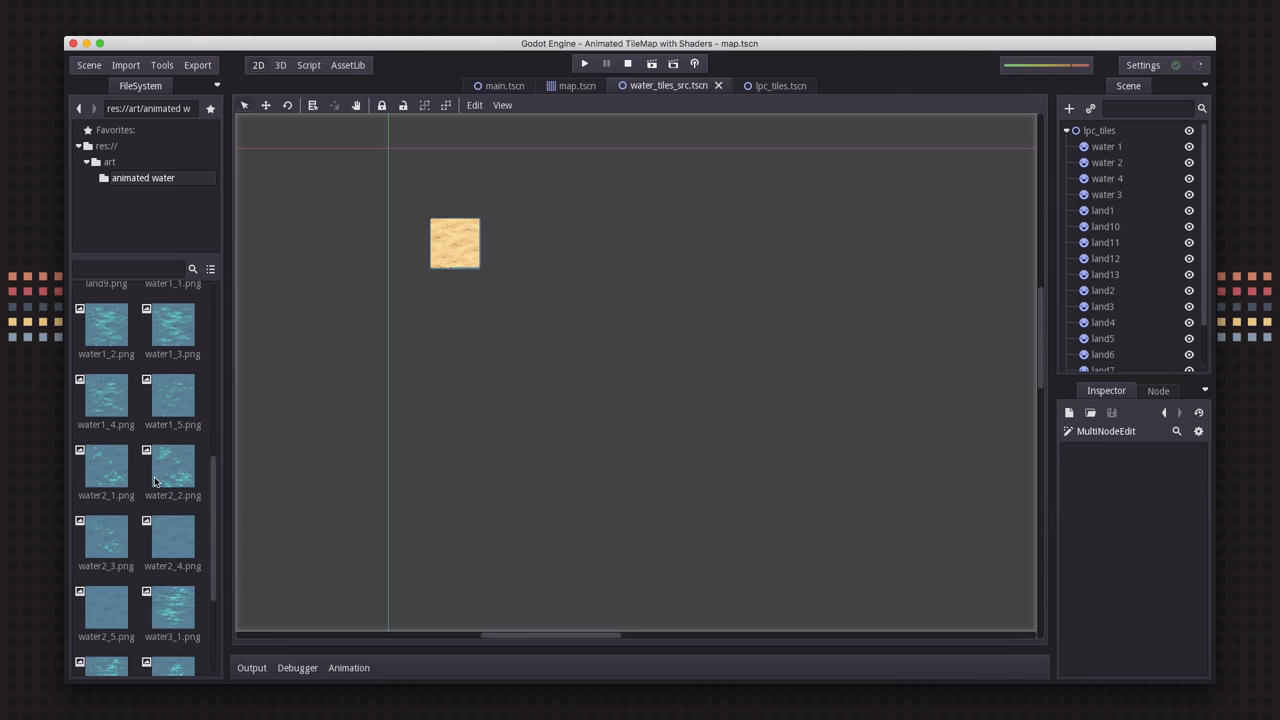 Godot Engine - Animated TileMap with Shaders - map.tscn
Scene Import Tools Export
2D 3D Script AssetLib
Settings
FileSystem
main.tscn map.tscn water_tiles_src.tscn lpc_tiles.tscn
Scene
res://art/animated w
Edit View
Favorites:
res://
art
animated water
lpc_tiles
water 1
water 2
water 4
water 3
land1
land10
land11
land12
land13
land2
land3
land4
land5
land6
land7
land9.png water1_1.png
water1_2.png water1_3.png
water1_4.png water1_5.png
water2_1.png water2_2.png
water2_3.png water2_4.png
water2_5.png water3_1.png
Inspector Node
MultiNodeEdit
Output Debugger Animation